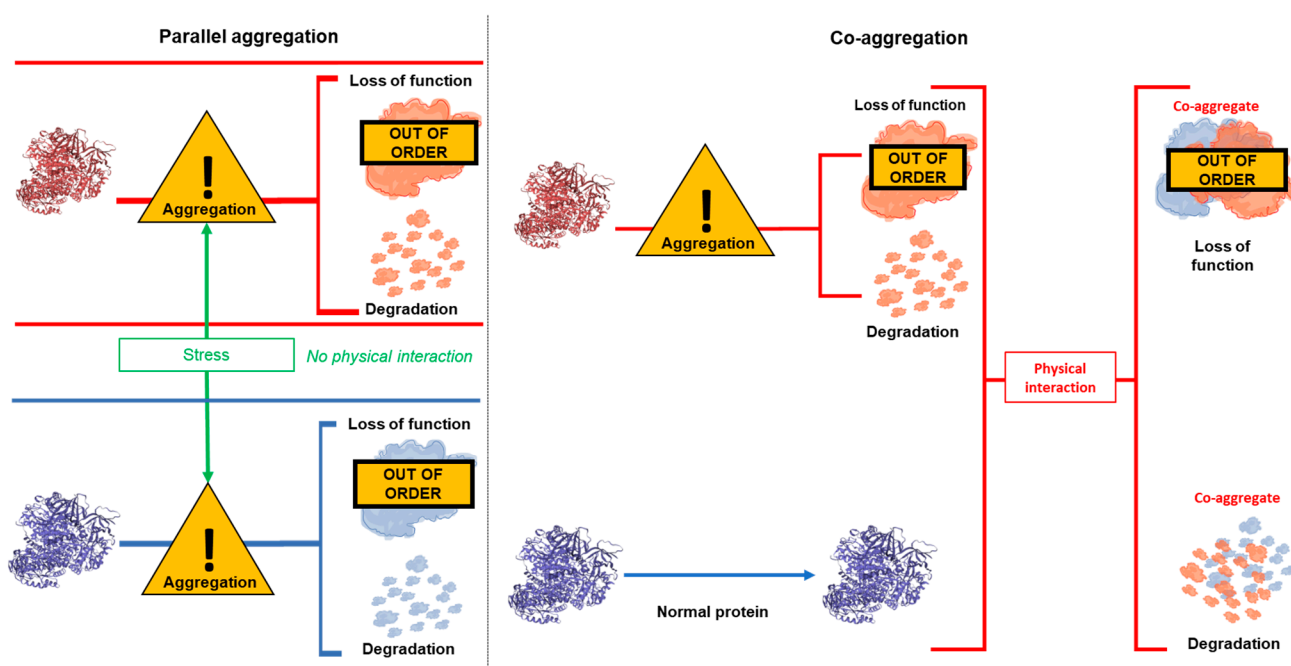 Parallel aggregation
Loss of function
OUT OF
ORDER
!
Aggregation
Degradation
Stress
No physical interaction
Loss of function
OUT OF
ORDER
!
Aggregation
Degradation
Co-aggregation
Loss of function
OUT OF
ORDER
!
Aggregation
Degradation
Normal protein
Physical
interaction
Co-aggregate
OUT OF
ORDER
Loss of
function
Co-aggregate
Degradation